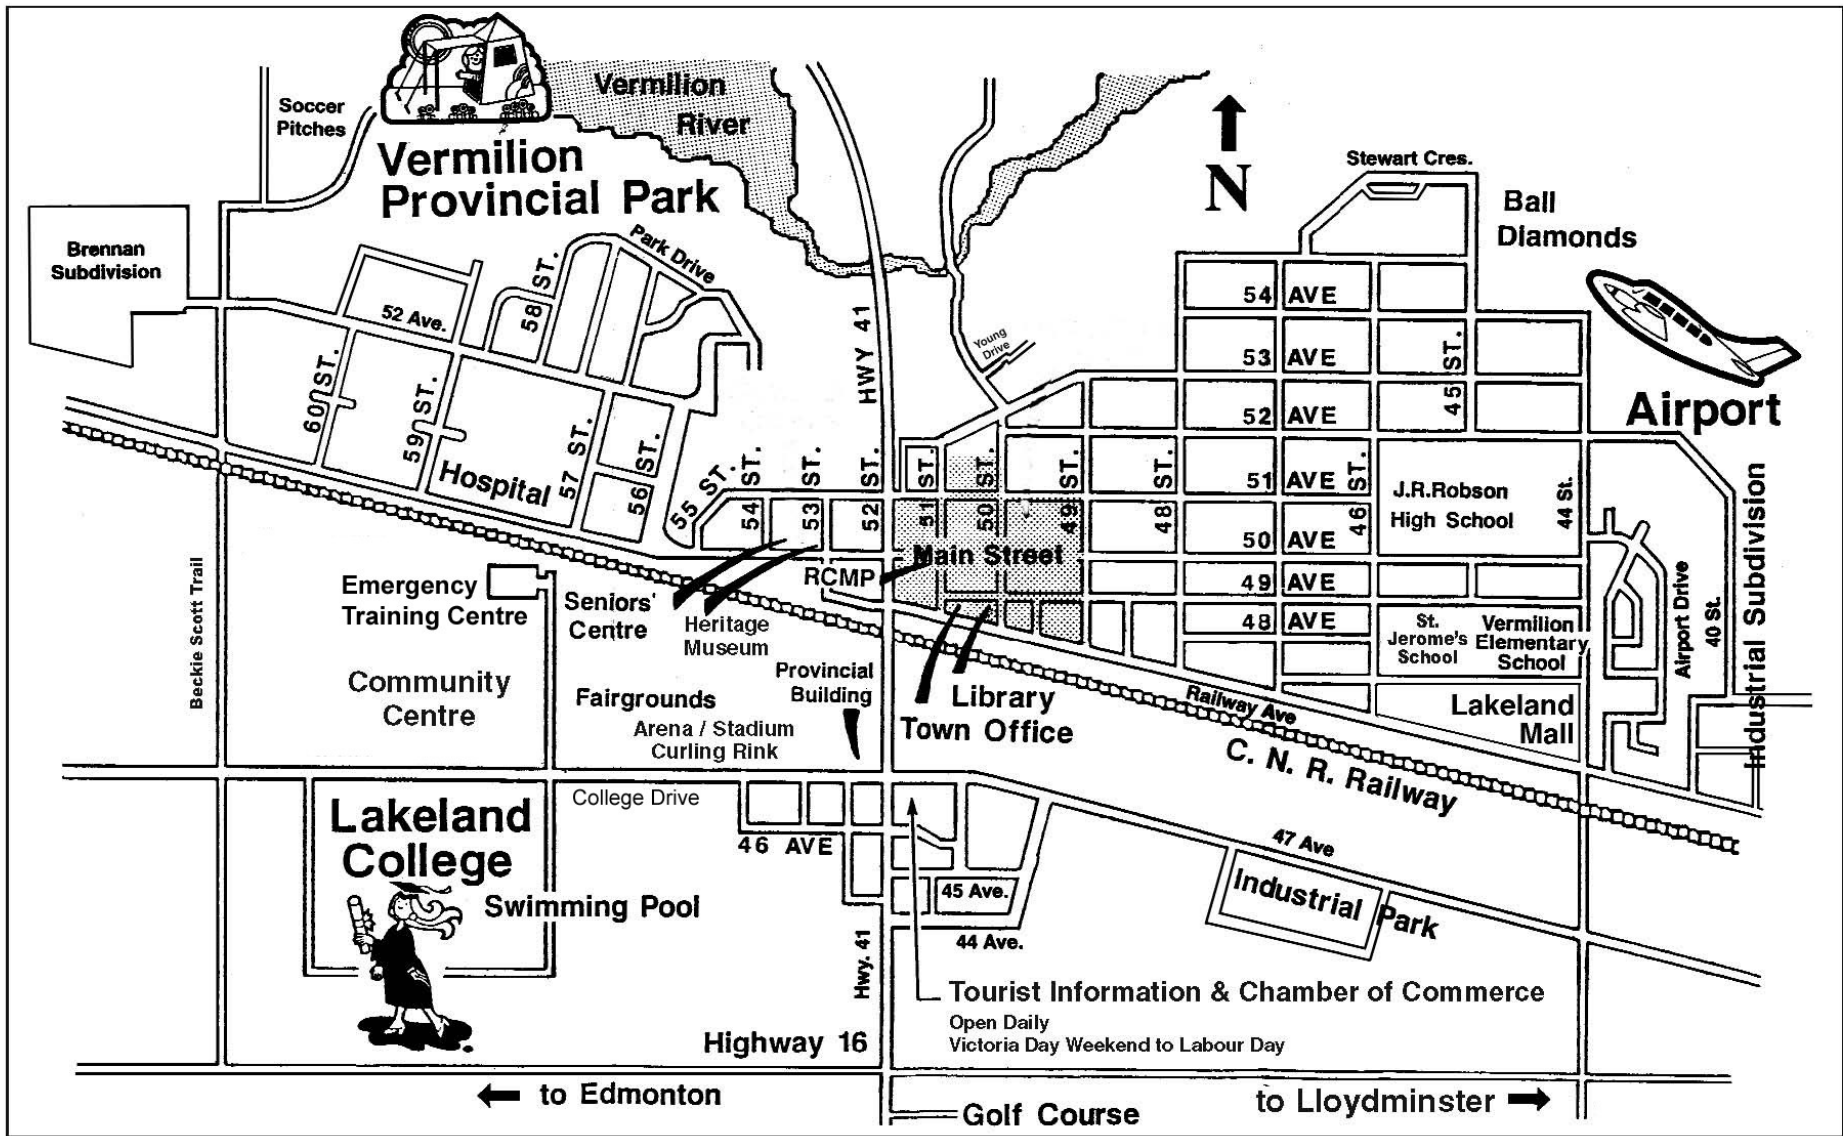 Soccer
Pitches
Vermilion
River
Vermilion
Provincial Park
N
Stewart Cres.
Ball
Diamonds
Brennan
Subdivision
Park Drive
52 Ave.
58 ST.
60 ST.
59 ST.
57 ST.
56 ST.
55 ST.
54 ST.
53 ST.
52 ST.
51 ST.
50 ST.
49 ST.
48 ST.
46 ST.
45 ST.
44 St.
HWY 41
Young
Drive
54 AVE
53 AVE
52 AVE
51 AVE
50 AVE
49 AVE
48 AVE
Airport
Hospital
J.R.Robson
High School
Main Street
RCMP
Beckie Scott Trail
Emergency
Training Centre
Seniors'
Centre
Heritage
Museum
St.
Jerome's
School
Vermilion
Elementary
School
Airport Drive
40 St.
Industrial Subdivision
Community
Centre
Fairgrounds
Arena / Stadium
Curling Rink
Provincial
Building
Library
Town Office
Railway Ave
Lakeland
Mall
C. N. R. Railway
College Drive
Lakeland
College
Swimming Pool
46 AVE
45 Ave.
44 Ave.
47 Ave
Industrial Park
Hwy. 41
Tourist Information & Chamber of Commerce
Open Daily
Victoria Day Weekend to Labour Day
Highway 16
to Edmonton
to Lloydminster
Golf Course